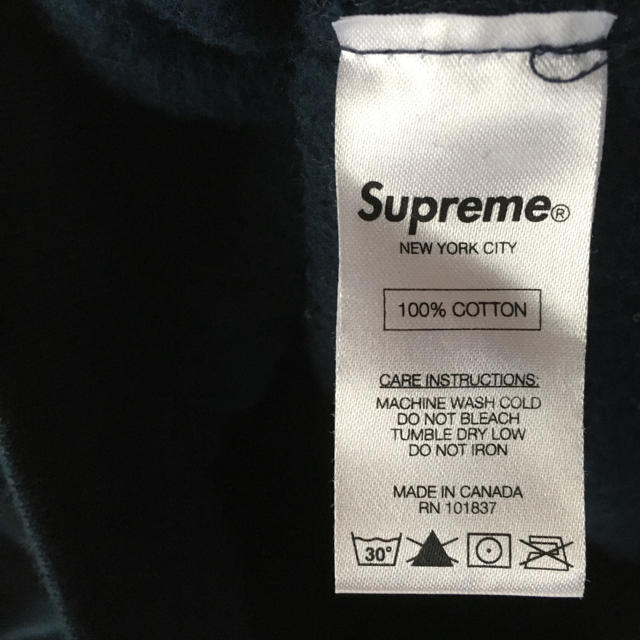 Supreme®
NEW YORK CITY
100% COTTON
CARE INSTRUCTIONS:
MACHINE WASH COLD
DO NOT BLEACH
TUMBLE DRY LOW
DO NOT IRON
MADE IN CANADA
RN 101837
30°